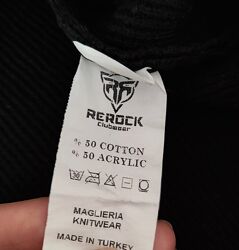 REROCK
Clubwear
% 50 COTTON
% 50 ACRYLIC
MAGLIERIA
KNITWEAR
MADE IN TURKEY